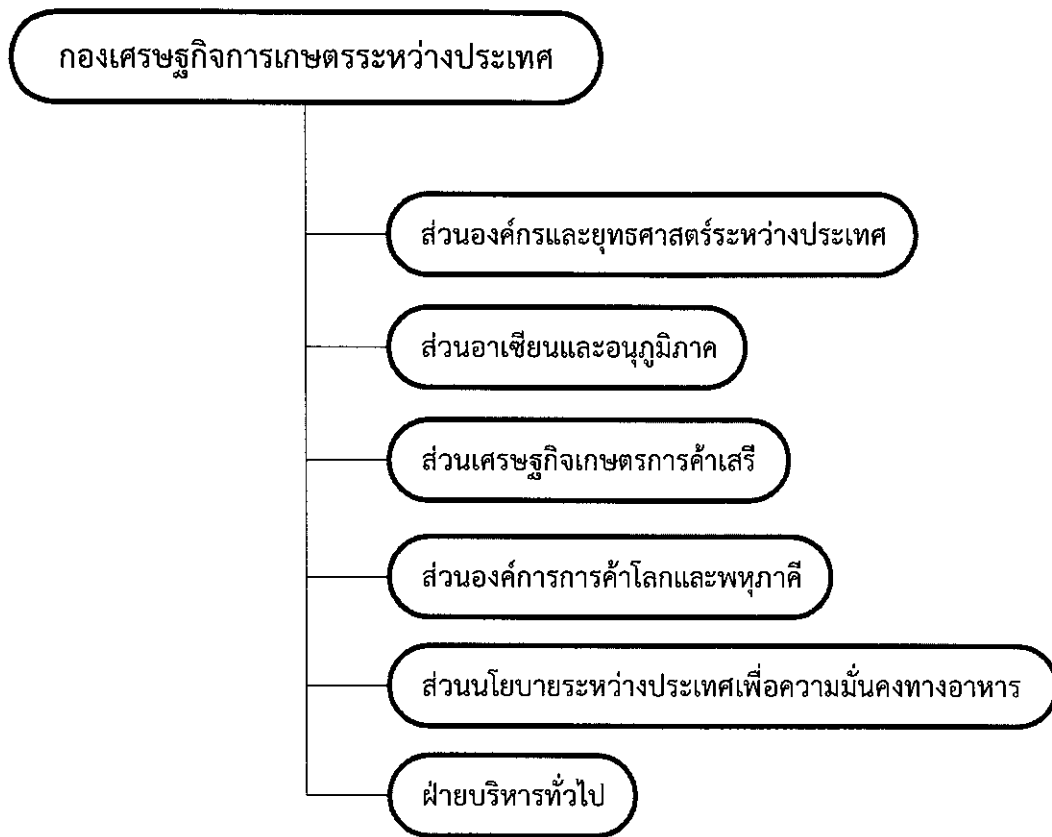 กองเศรษฐกิจการเกษตรระหว่างประเทศ
ส่วนองค์กรและยุทธศาสตร์ระหว่างประเทศ
ส่วนอาเซียนและอนุภูมิภาค
ส่วนเศรษฐกิจเกษตรการค้าเสรี
ส่วนองค์การการค้าโลกและพหุภาคี
ส่วนนโยบายระหว่างประเทศเพื่อความมั่นคงทางอาหาร
ฝ่ายบริหารทั่วไป